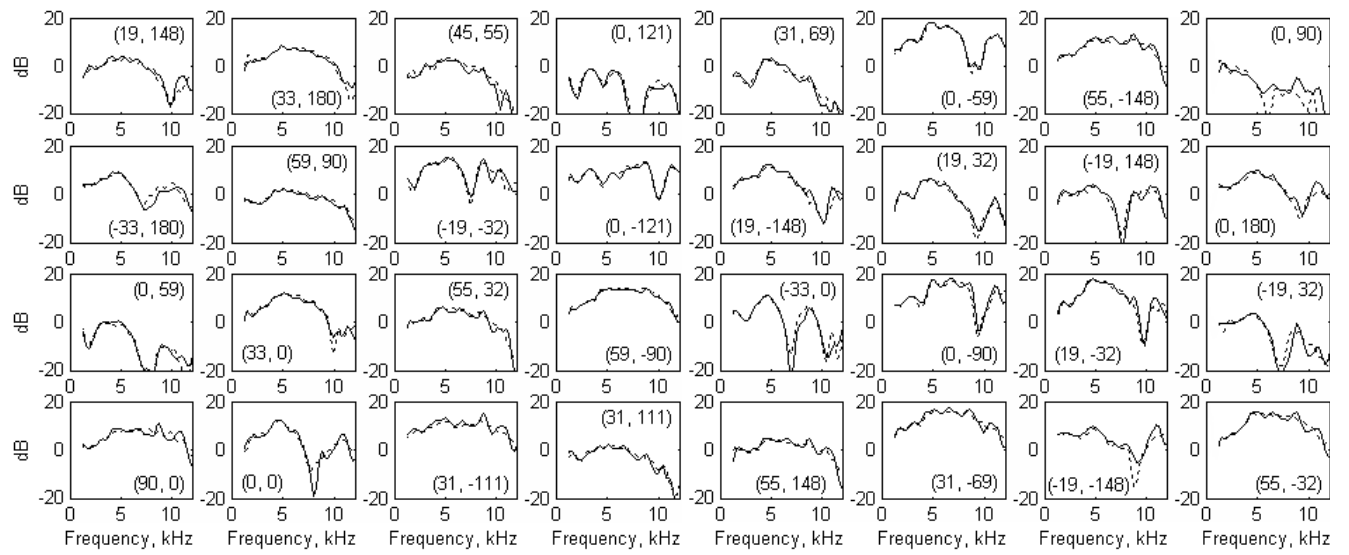 20 20 20 20 20 20 20 20
(19, 148) (45, 55) (0, 121) (31, 69) (0, 90)
dB 0 0 0 0 0 0 0 0
(33, 180) (0, -59) (55, -148)
-20 -20 -20 -20 -20 -20 -20 -20
0 5 10 0 5 10 0 5 10 0 5 10 0 5 10 0 5 10 0 5 10 0 5 10
20 20 20 20 20 20 20 20
(59, 90) (19, 32) (-19, 148)
dB 0 0 0 0 0 0 0 0
(-33, 180) (-19, -32) (0, -121) (19, -148) (0, 180)
-20 -20 -20 -20 -20 -20 -20 -20
0 5 10 0 5 10 0 5 10 0 5 10 0 5 10 0 5 10 0 5 10 0 5 10
20 20 20 20 20 20 20 20
(0, 59) (55, 32) (-33, 0) (-19, 32)
dB 0 0 0 0 0 0 0 0
(33, 0) (59, -90) (0, -90) (19, -32)
-20 -20 -20 -20 -20 -20 -20 -20
0 5 10 0 5 10 0 5 10 0 5 10 0 5 10 0 5 10 0 5 10 0 5 10
20 20 20 20 20 20 20 20
(31, 111)
dB 0 0 0 0 0 0 0 0
(90, 0) (0, 0) (31, -111) (55, 148) (31, -69) (-19, -148) (55, -32)
-20 -20 -20 -20 -20 -20 -20 -20
0 5 10 0 5 10 0 5 10 0 5 10 0 5 10 0 5 10 0 5 10 0 5 10
Frequency, kHz Frequency, kHz Frequency, kHz Frequency, kHz Frequency, kHz Frequency, kHz Frequency, kHz Frequency, kHz